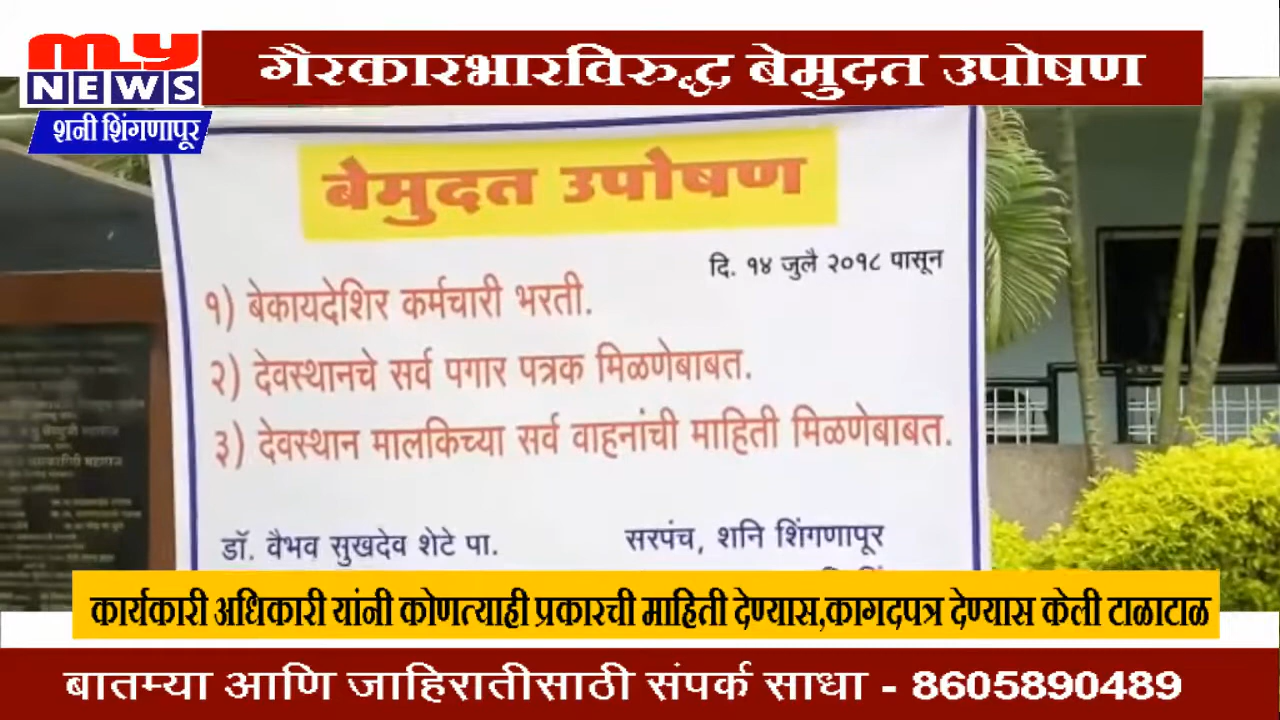 my
NEWS
गैरकारभारविरुद्ध बेमुदत उपोषण
शनी शिंगणापूर
बेमुदत उपोषण
दि. १४ जुलै २०१८ पासून
१) बेकायदेशिर कर्मचारी भरती.
२) देवस्थानचे सर्व पगार पत्रक मिळणेबाबत.
३) देवस्थान मालकिच्या सर्व वाहनांची माहिती मिळणेबाबत.
डॉ. वैभव सुखदेव शेटे पा.
सरपंच, शनि शिंगणापूर
कार्यकारी अधिकारी यांनी कोणत्याही प्रकारची माहिती देण्यास,कागदपत्र देण्यास केली टाळाटाळ
बातम्या आणि जाहिरातीसाठी संपर्क साधा - 8605890489